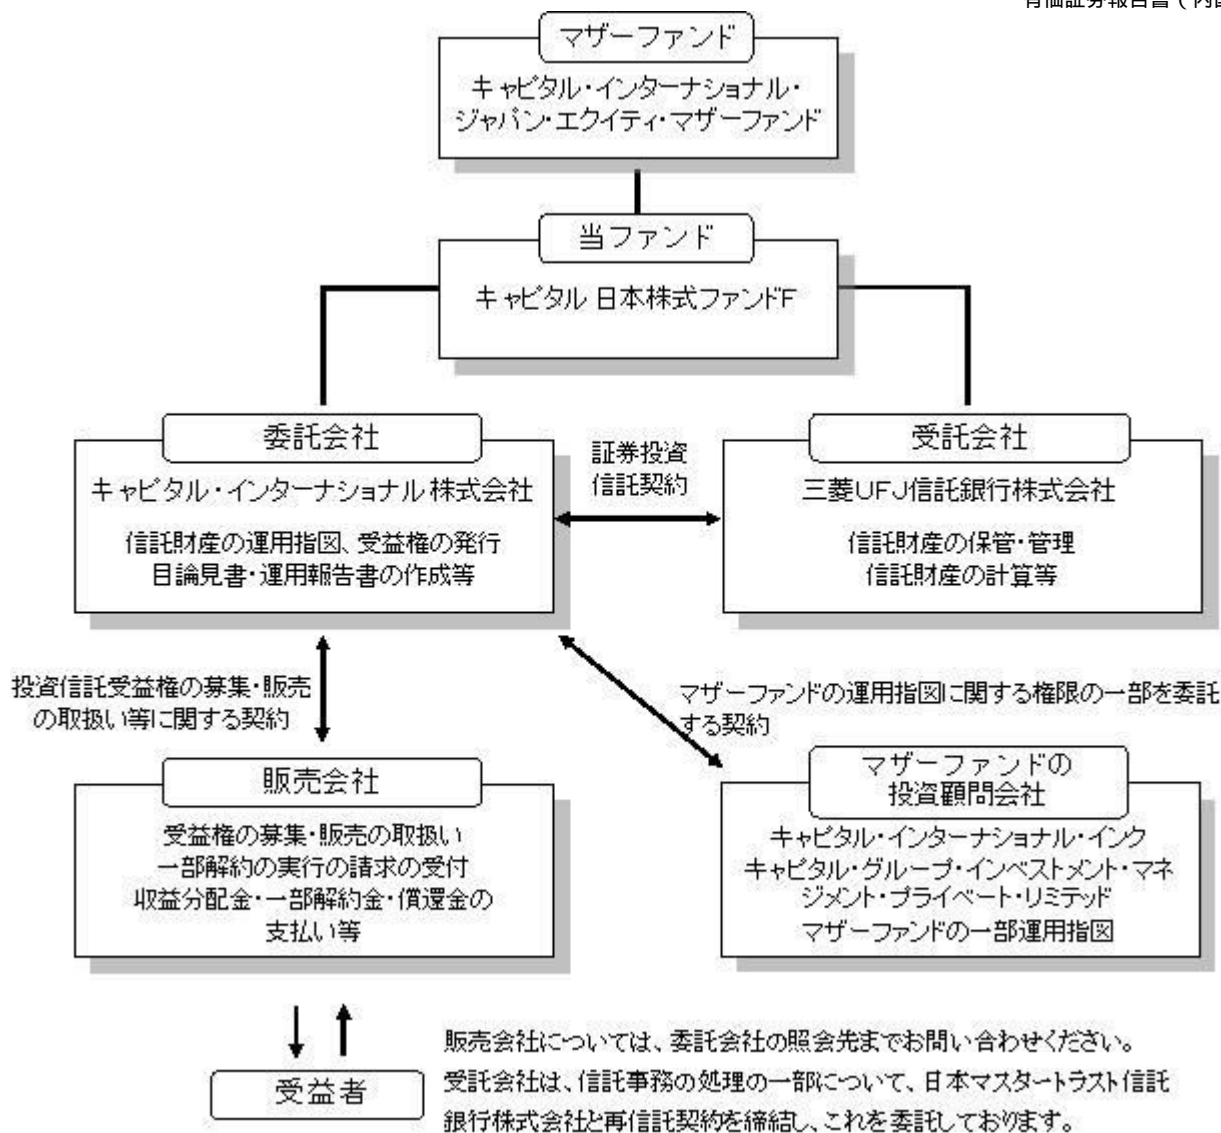 有価証券報告書(内国
マザーファンド
キャピタル・インターナショナル・
ジャパン・エクイティ・マザーファンド
当ファンド
キャピタル 日本株式ファンドF
委託会社
キャピタル・インターナショナル 株式会社
信託財産の運用指図、受益権の発行
目論見書・運用報告書の作成等
証券投資
信託契約
受託会社
三菱UFJ信託銀行株式会社
信託財産の保管・管理
信託財産の計算等
投資信託受益権の募集・販売
の取扱い等に関する契約
マザーファンドの運用指図に関する権限の一部を委託
する契約
販売会社
受益権の募集・販売の取扱い
一部解約の実行の請求の受付
収益分配金・一部解約金・償還金の
支払い等
マザーファンドの
投資顧問会社
キャピタル・インターナショナル・インク
キャピタル・グループ・インベストメント・マネ
ジメント・プライベート・リミテッド
マザーファンドの一部運用指図
受益者
販売会社については、委託会社の照会先までお問い合わせください。
受託会社は、信託事務の処理の一部について、日本マスタートラスト信託
銀行株式会社と再信託契約を締結し、これを委託しております。